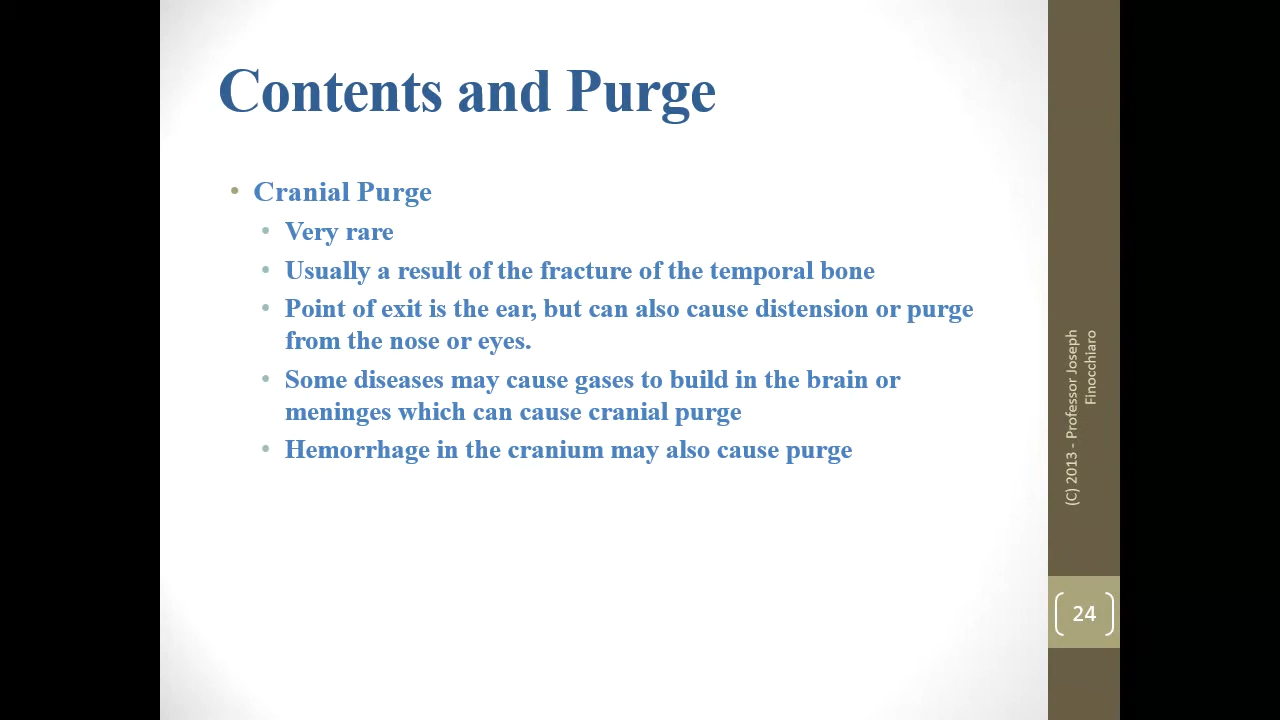 Contents and Purge
• Cranial Purge
• Very rare
• Usually a result of the fracture of the temporal bone
• Point of exit is the ear, but can also cause distension or purge
from the nose or eyes.
• Some diseases may cause gases to build in the brain or
meninges which can cause cranial purge
• Hemorrhage in the cranium may also cause purge
(C) 2013 - Professor Joseph
Finocchiaro
24